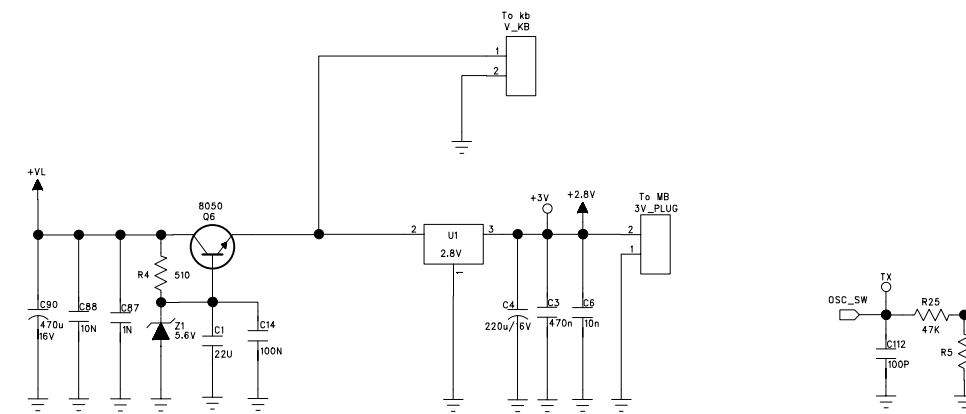 To kb
V_KB
1
2
+VL
8050
Q6
To MB
3V_PLUG
+3V
+2.8V
2
U1
3
2.8V
1
2
1
R4
510
C90
470u
16V
C88
10N
C87
1N
Z1
5.6V
C1
22U
C14
100N
C4
220u/6V
C3
470n
C6
10n
TX
OSC_SW
R25
47K
C112
100P
R5